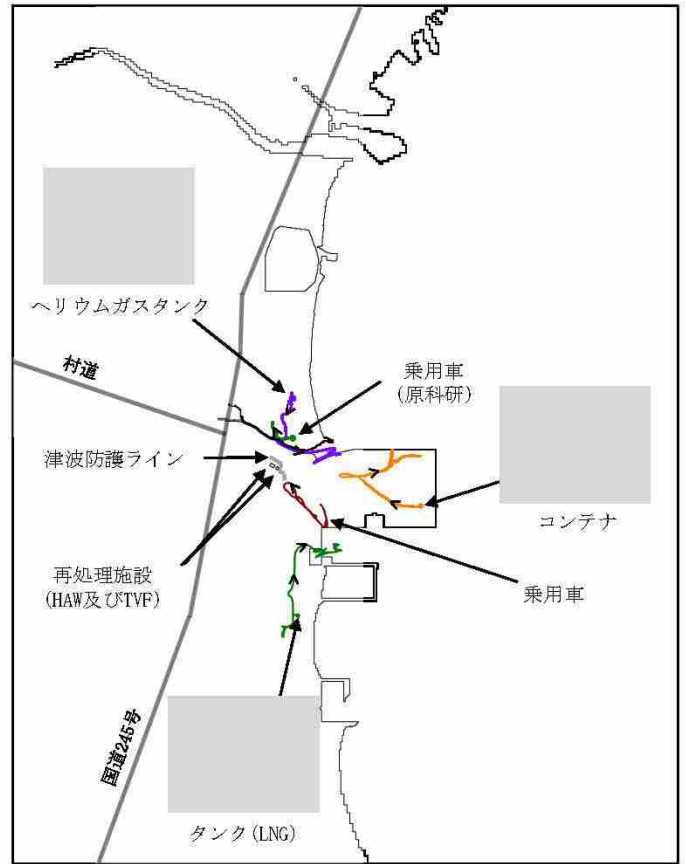 ヘリウムガスタンク
村道
乗用車
(原科研)
津波防護ライン
コンテナ
再処理施設
(HAW及びTVF)
乗用車
国道245号
タンク(LNG)